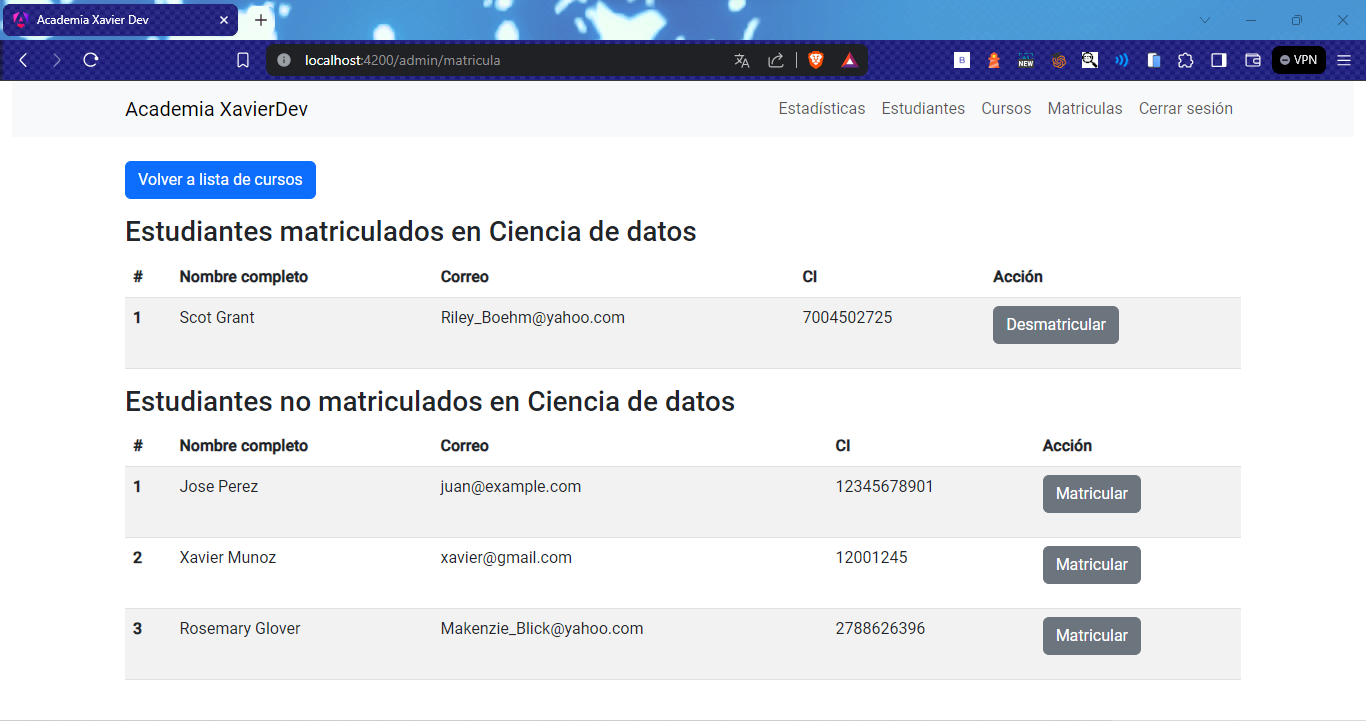 Academia Xavier Dev
localhost:4200/admin/matricula
B
NEW
VPN
Academia XavierDev
Estadísticas Estudiantes Cursos Matriculas Cerrar sesión
Volver a lista de cursos
Estudiantes matriculados en Ciencia de datos
# Nombre completo Correo CI Acción
1 Scot Grant Riley_Boehm@yahoo.com 7004502725 Desmatricular
Estudiantes no matriculados en Ciencia de datos
# Nombre completo Correo CI Acción
1 Jose Perez juan@example.com 12345678901 Matricular
2 Xavier Munoz xavier@gmail.com 12001245 Matricular
3 Rosemary Glover Makenzie_Blick@yahoo.com 2788626396 Matricular